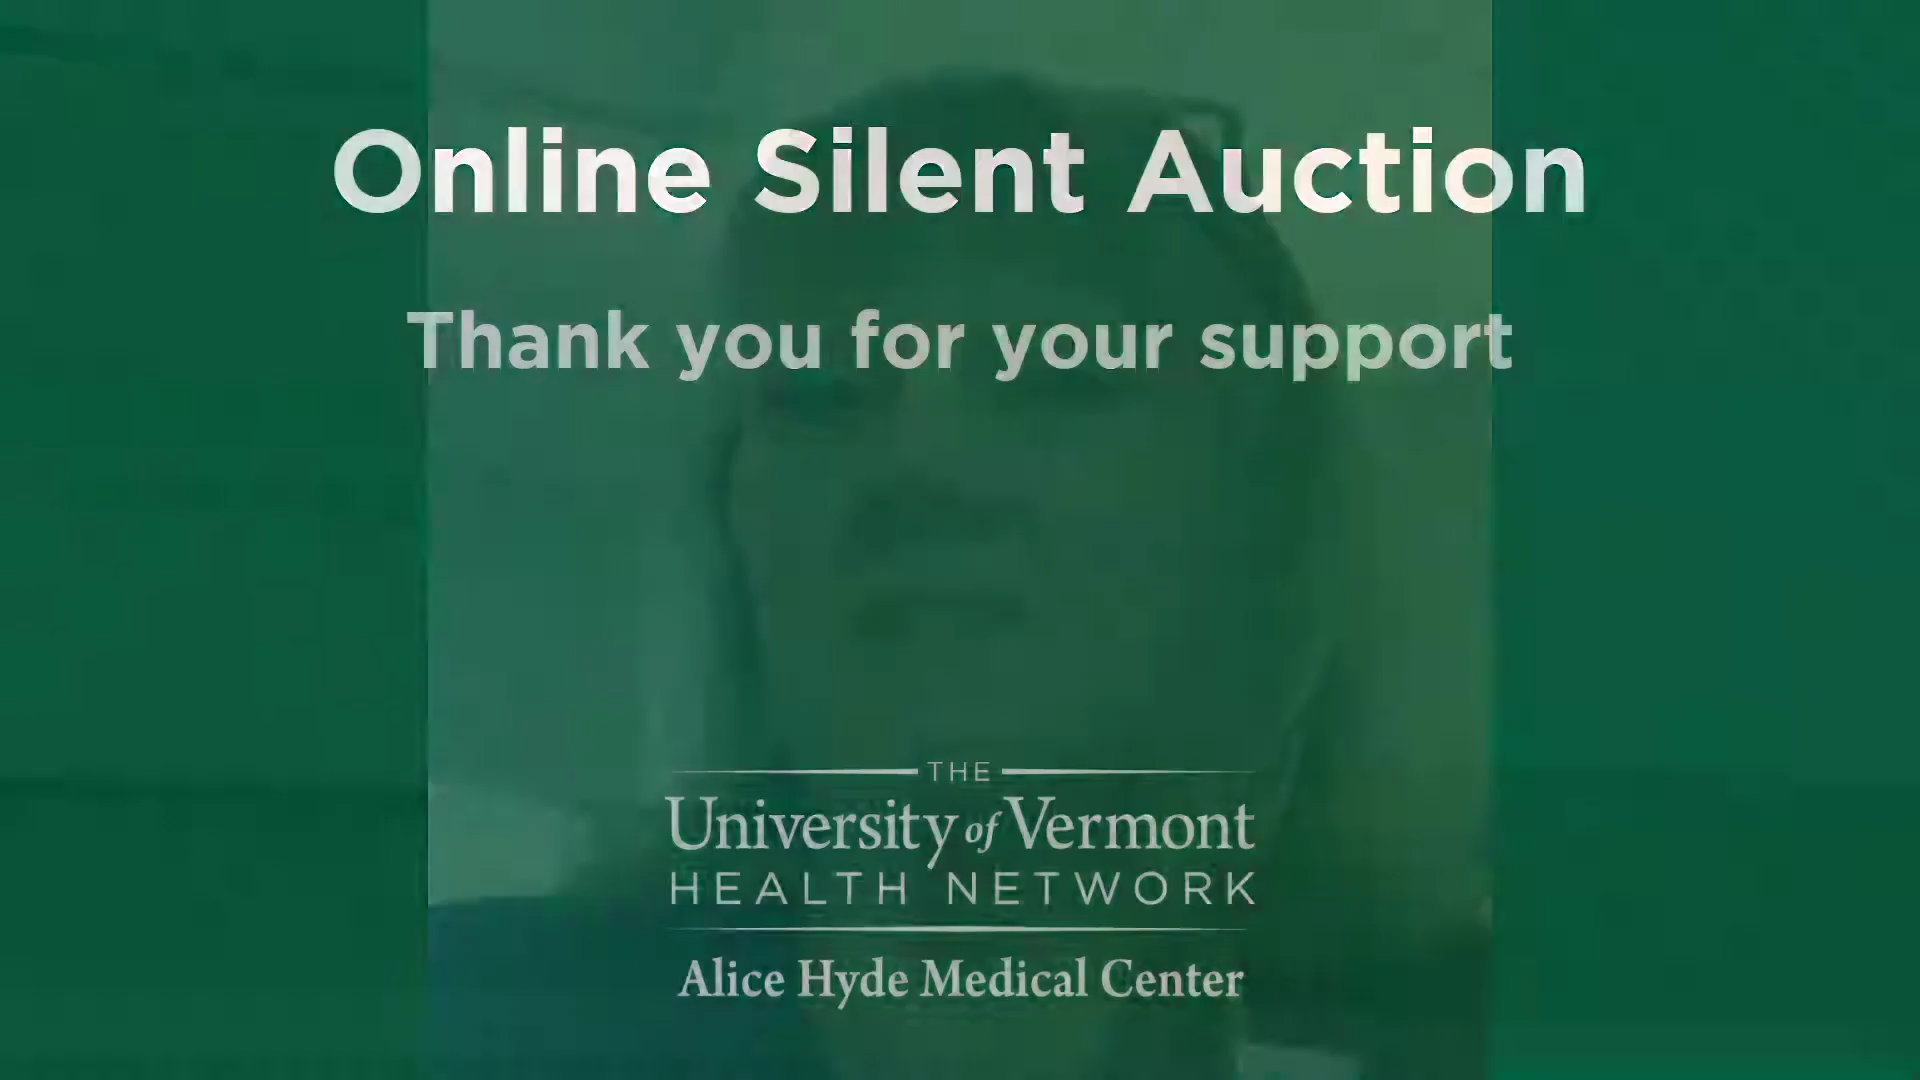 Online Silent Auction
Thank you for your support
THE
University of Vermont
HEALTH NETWORK
Alice Hyde Medical Center